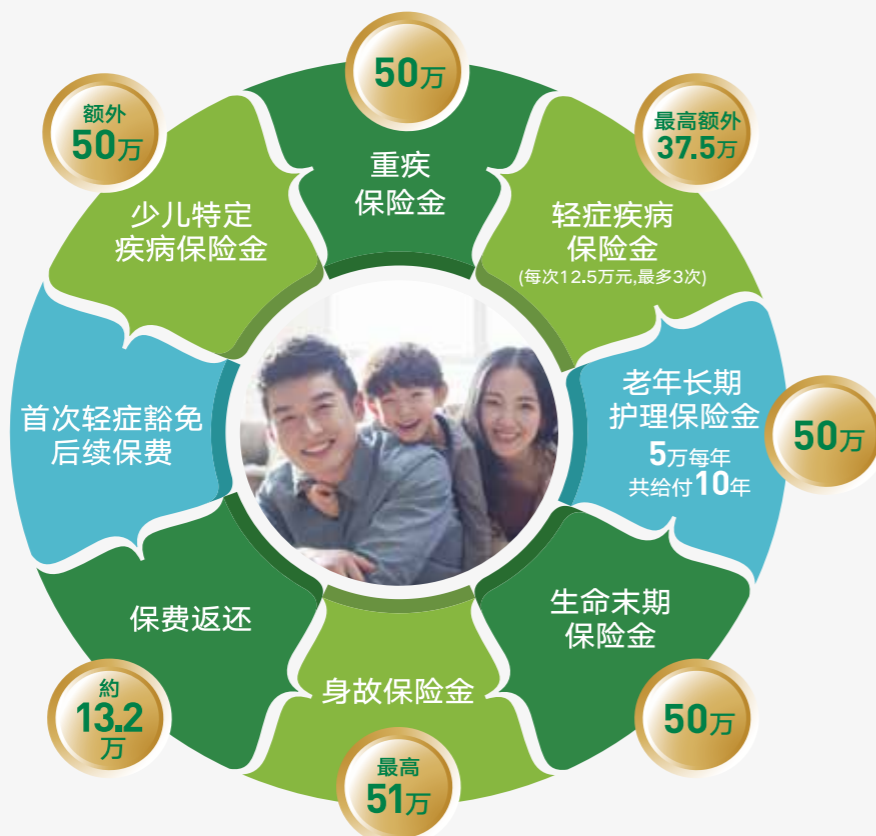 50万
重疾
保险金
最高额外
37.5万
轻症疾病
保险金
(每次12.5万元,最多3次)
老年长期
护理保险金
5万每年
共给付10年
50万
生命末期
保险金
50万
身故保险金
最高
51万
保费返还
約
13.2
万
首次轻症豁免
后续保费
额外
50万
少儿特定
疾病保险金